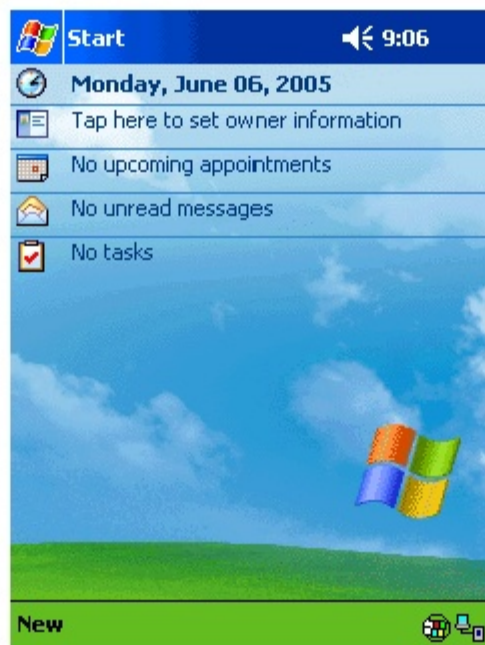 Start 9:06
Monday, June 06, 2005
Tap here to set owner information
No upcoming appointments
No unread messages
No tasks
New